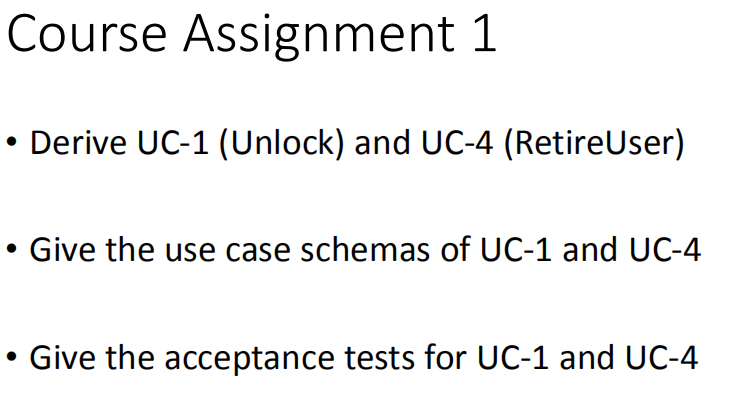 Course Assignment 1
• Derive UC-1 (Unlock) and UC-4 (RetireUser)
• Give the use case schemas of UC-1 and UC-4
• Give the acceptance tests for UC-1 and UC-4